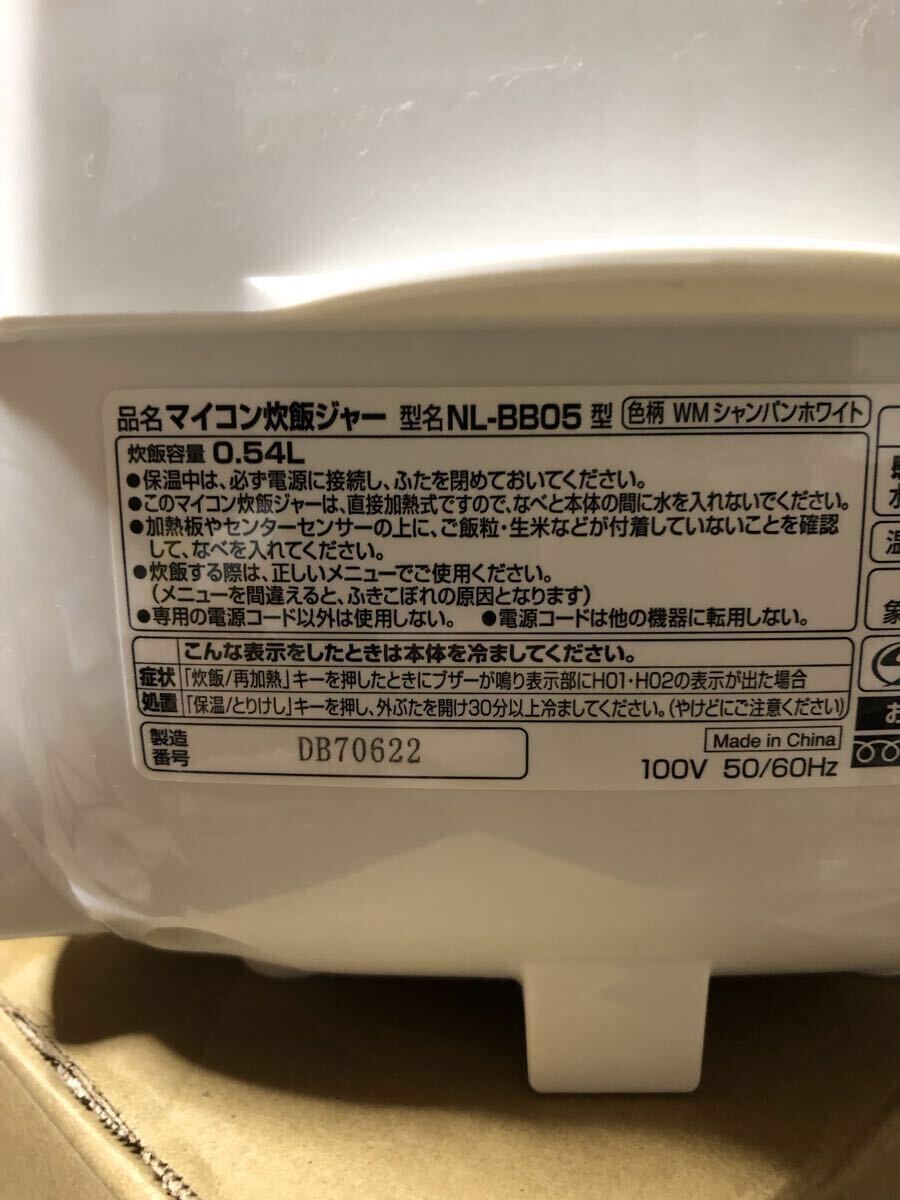 品名 マイコン炊飯ジャー 型名 NL-BB05 型 色柄 WM シャンパンホワイト
炊飯容量 0.54L
●保温中は、必ず電源に接続し、ふたを閉めておいてください。
●このマイコン炊飯ジャーは、直接加熱式ですので、なべと本体の間に水を入れないでください。
●加熱板やセンターセンサーの上に、ご飯粒・生米などが付着していないことを確認
して、なべを入れてください。
●炊飯する際は、正しいメニューでご使用ください。
(メニューを間違えると、ふきこぼれの原因となります)
●専用の電源コード以外は使用しない。 ●電源コードは他の機器に転用しない。
こんな表示をしたときは本体を冷ましてください。
症状 「炊飯/再加熱」キーを押したときにブザーが鳴り表示部にH01・H02の表示が出た場合
処置 「保温/とりけし」キーを押し、外ぶたを開け30分以上冷ましてください。(やけどにご注意ください)
製造
番号 DB70622
Made in China
100V 50/60Hz
水
温
象
お